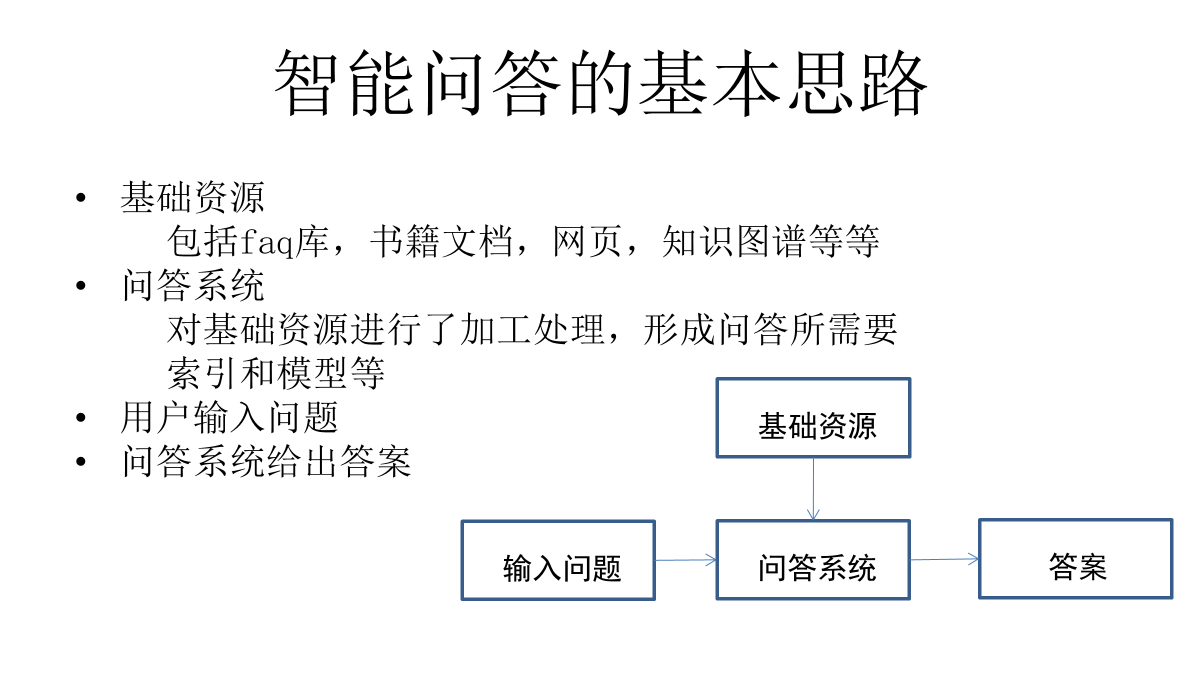 智能问答的基本思路
• 基础资源
包括faq库，书籍文档，网页，知识图谱等等
• 问答系统
对基础资源进行了加工处理，形成问答所需要
索引和模型等
• 用户输入问题
• 问答系统给出答案
基础资源
输入问题
问答系统
答案